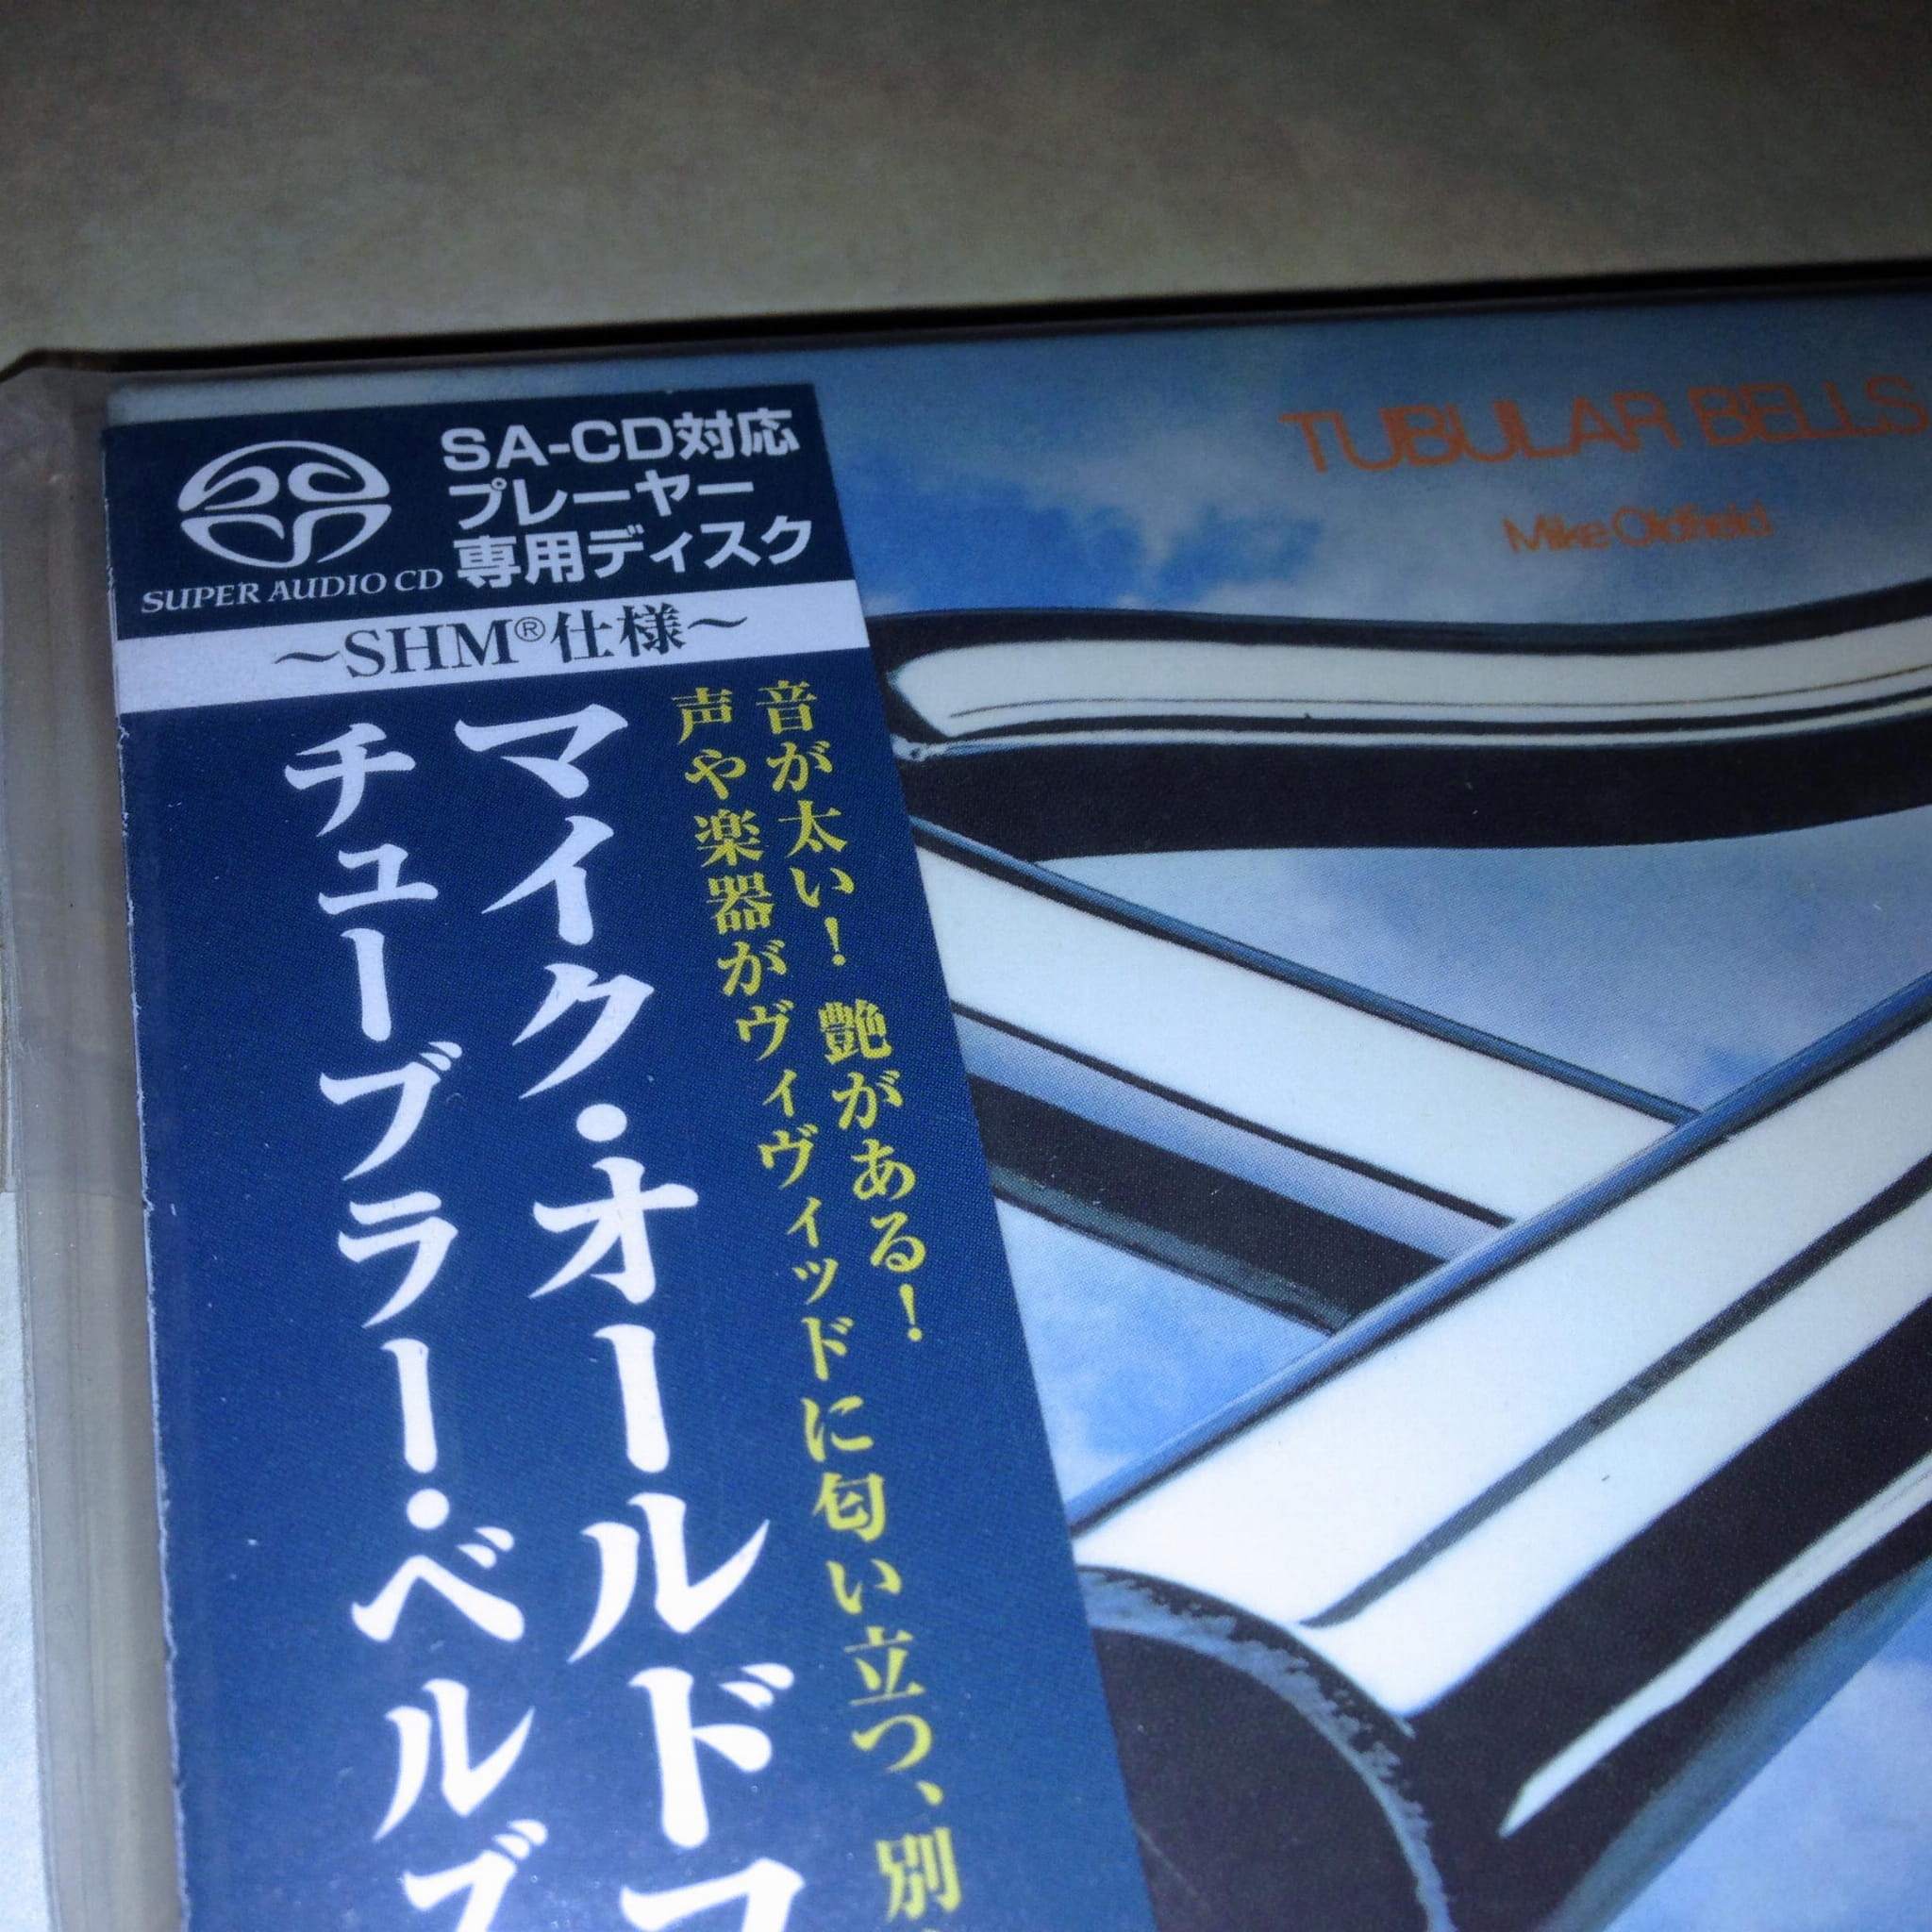 SA-CD対応
プレーヤー
専用ディスク
SUPER AUDIO CD
～SHM®仕様～
音が太い！艶がある！
声や楽器がヴィヴィッドに匂い立つ、別
マイク・オールドフ
チューブラー・ベルズ
TUBULAR BELLS
Mike Oldfield